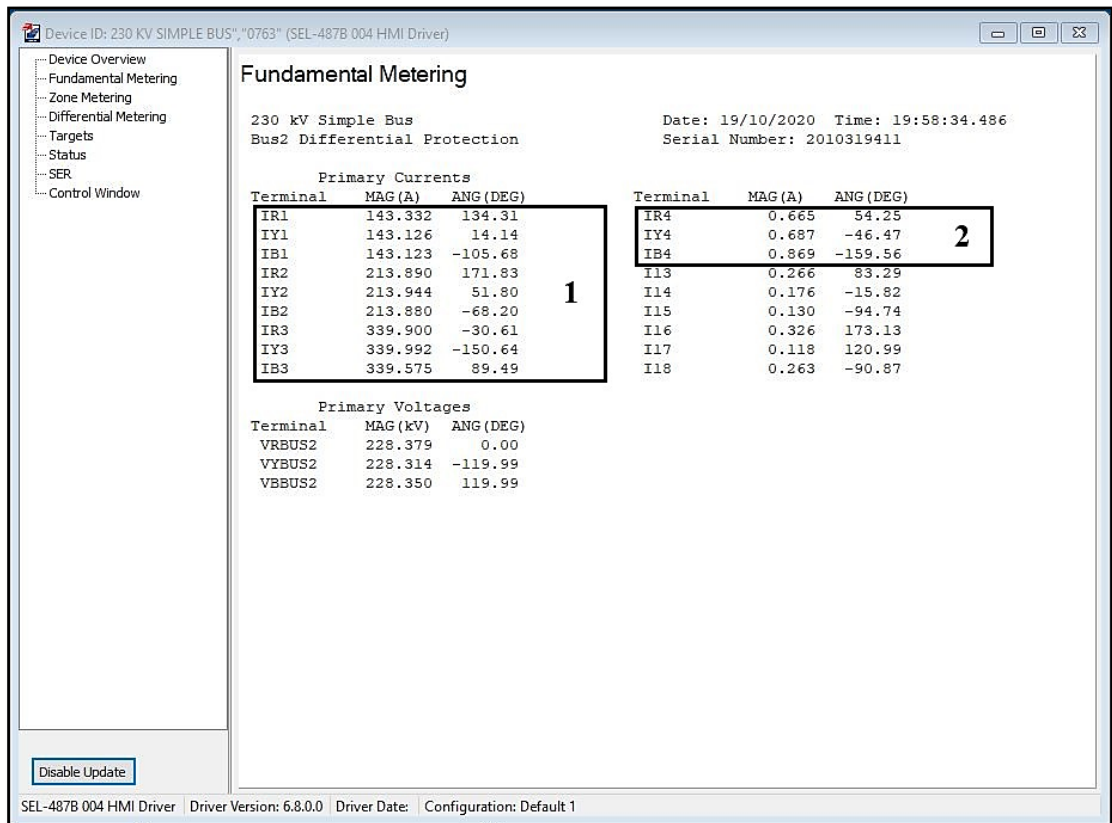 Device ID: 230 KV SIMPLE BUS","0763" (SEL-487B 004 HMI Driver)
Device Overview
Fundamental Metering
Zone Metering
Differential Metering
Targets
Status
SER
Control Window
Disable Update
Fundamental Metering
230 kV Simple Bus Date: 19/10/2020 Time: 19:58:34.486
Bus2 Differential Protection Serial Number: 2010319411
Primary Currents
Terminal MAG(A) ANG(DEG)
IR1 143.332 134.31
IY1 143.126 14.14
IB1 143.123 -105.68
IR2 213.890 171.83
IY2 213.944 51.80
IB2 213.880 -68.20
IR3 339.900 -30.61
IY3 339.992 -150.64
IB3 339.575 89.49
1
Terminal MAG(A) ANG(DEG)
IR4 0.665 54.25
IY4 0.687 -46.47
IB4 0.869 -159.56
2
I13 0.266 83.29
I14 0.176 -15.82
I15 0.130 -94.74
I16 0.326 173.13
I17 0.118 120.99
I18 0.263 -90.87
Primary Voltages
Terminal MAG(kV) ANG(DEG)
VRBUS2 228.379 0.00
VYBUS2 228.314 -119.99
VBBUS2 228.350 119.99
SEL-487B 004 HMI Driver Driver Version: 6.8.0.0 Driver Date: Configuration: Default 1